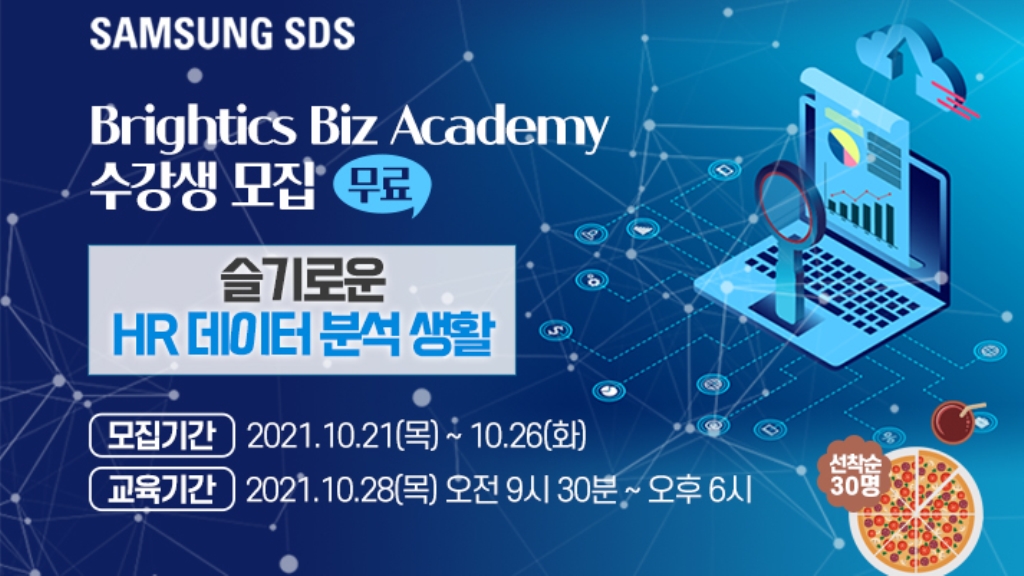 SAMSUNG SDS
Brightics Biz Academy
수강생 모집 무료
슬기로운
HR 데이터 분석 생활
모집기간 2021.10.21(목) ~ 10.26(화)
교육기간 2021.10.28(목) 오전 9시 30분 ~ 오후 6시
선착순
30명